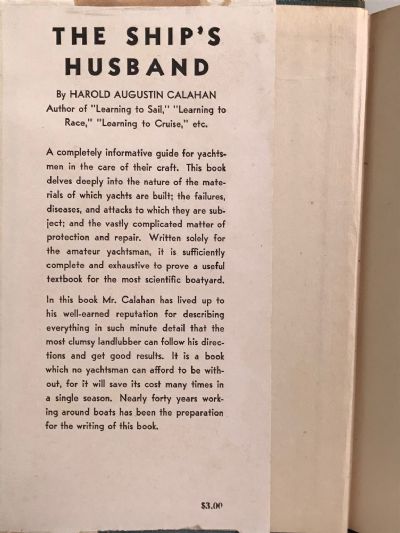 THE SHIP'S
HUSBAND
By HAROLD AUGUSTIN CALAHAN
Author of "Learning to Sail," "Learning to
Race," "Learning to Cruise," etc.
A completely informative guide for yachts-
men in the care of their craft. This book
delves deeply into the nature of the mate-
rials of which yachts are built; the failures,
diseases, and attacks to which they are sub-
ject; and the vastly complicated matter of
protection and repair. Written solely for
the amateur yachtsman, it is sufficiently
complete and exhaustive to prove a useful
textbook for the most scientific boatyard.
In this book Mr. Calahan has lived up to
his well-earned reputation for describing
everything in such minute detail that the
most clumsy landlubber can follow his direc-
tions and get good results. It is a book
which no yachtsman can afford to be with-
out, for it will save its cost many times in
a single season. Nearly forty years work-
ing around boats has been the preparation
for the writing of this book.
$3.00